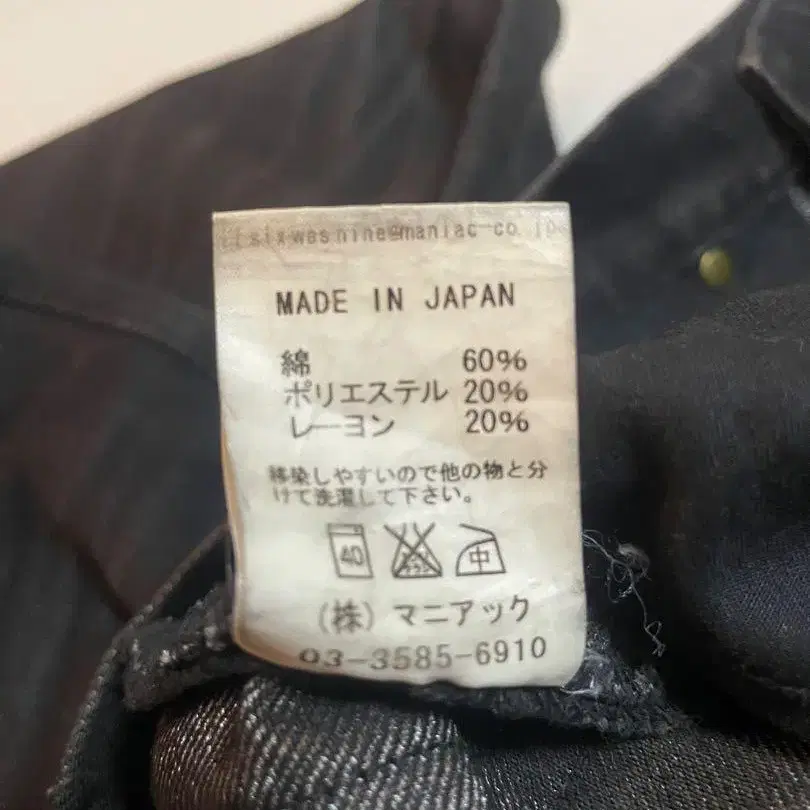 ifsixwasnine@maniac-co.jp
MADE IN JAPAN
綿 60%
ポリエステル 20%
レーヨン 20%
移染しやすいので他の物と分
けて洗濯して下さい。
40 中
(株) マニアック
03-3585-6910